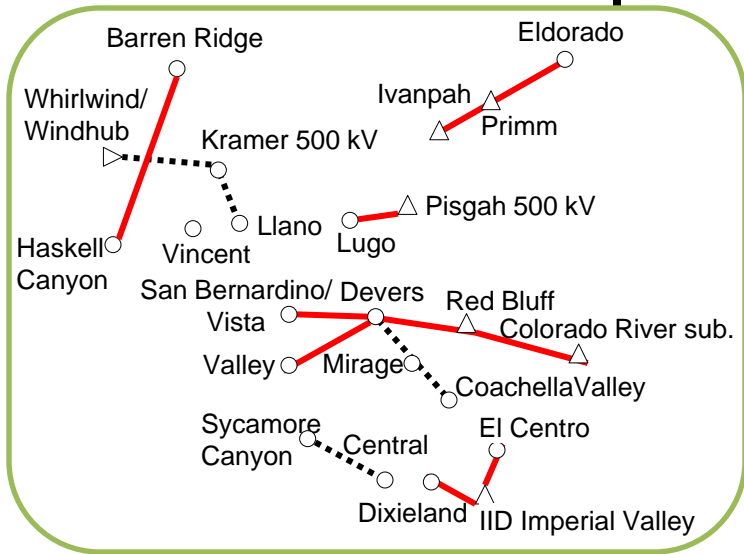 Barren Ridge
Eldorado
Whirlwind/
Windhub
Ivanpah
Primm
Kramer 500 kV
Pisgah 500 kV
Llano
Lugo
Vincent
Haskell
Canyon
San Bernardino/
Vista
Devers
Red Bluff
Colorado River sub.
Valley
Mirage
CoachellaValley
Sycamore
Canyon
Central
El Centro
Dixieland
IID Imperial Valley